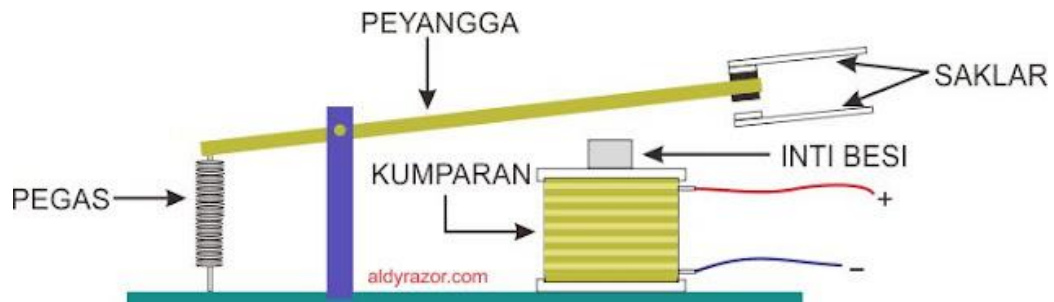 PEYANGGA
SAKLAR
INTI BESI
KUMPARAN
PEGAS
+
aldyrazor.com
–